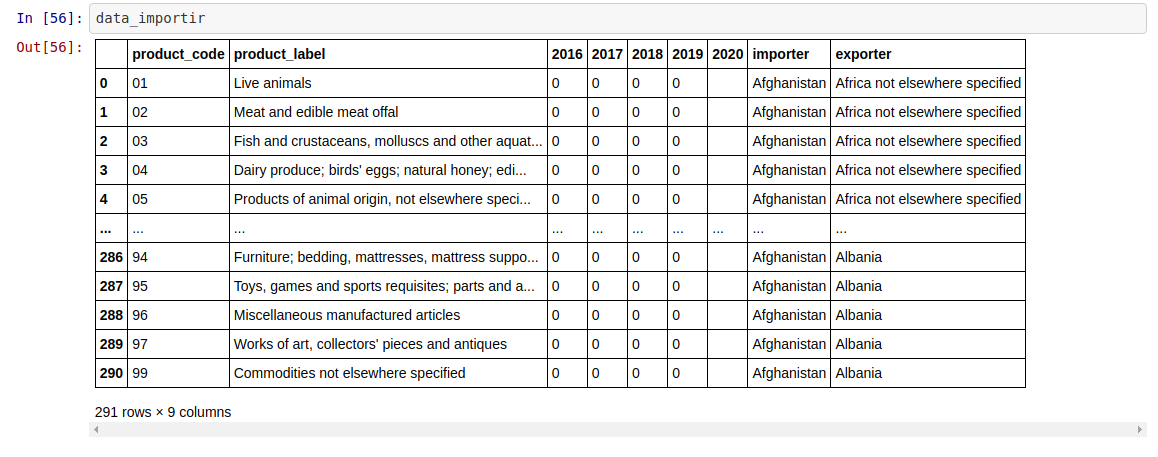 In [56]: data_importir
Out[56]:
product_code product_label 2016 2017 2018 2019 2020 importer exporter
0 01 Live animals 0 0 0 0 Afghanistan Africa not elsewhere specified
1 02 Meat and edible meat offal 0 0 0 0 Afghanistan Africa not elsewhere specified
2 03 Fish and crustaceans, molluscs and other aquat... 0 0 0 0 Afghanistan Africa not elsewhere specified
3 04 Dairy produce; birds' eggs; natural honey; edi... 0 0 0 0 Afghanistan Africa not elsewhere specified
4 05 Products of animal origin, not elsewhere speci... 0 0 0 0 Afghanistan Africa not elsewhere specified
... ... ... ... ... ... ... ... ... ...
286 94 Furniture; bedding, mattresses, mattress suppo... 0 0 0 0 Afghanistan Albania
287 95 Toys, games and sports requisites; parts and a... 0 0 0 0 Afghanistan Albania
288 96 Miscellaneous manufactured articles 0 0 0 0 Afghanistan Albania
289 97 Works of art, collectors' pieces and antiques 0 0 0 0 Afghanistan Albania
290 99 Commodities not elsewhere specified 0 0 0 0 Afghanistan Albania
291 rows × 9 columns